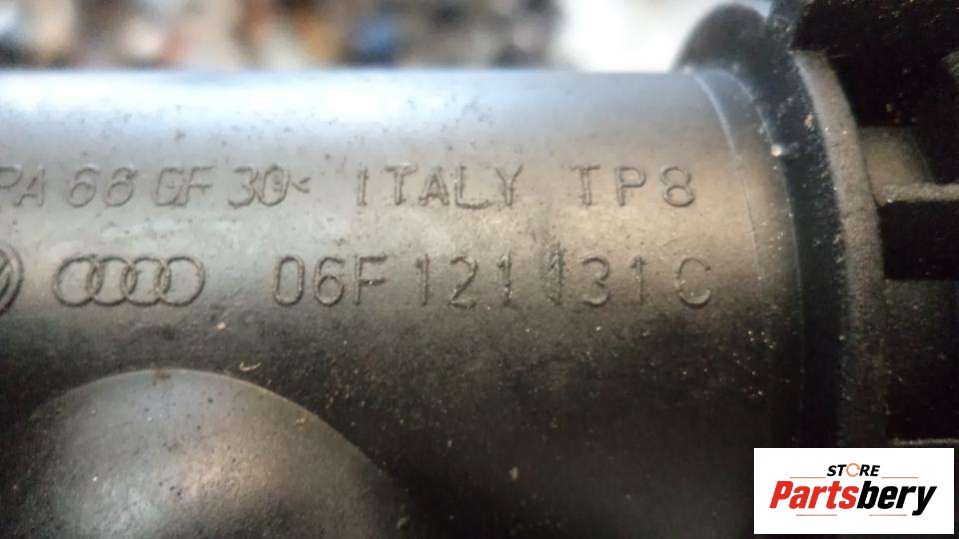 PA 66 GF 30< ITALY TP8
06F 121 131 C
STORE
Partsbery